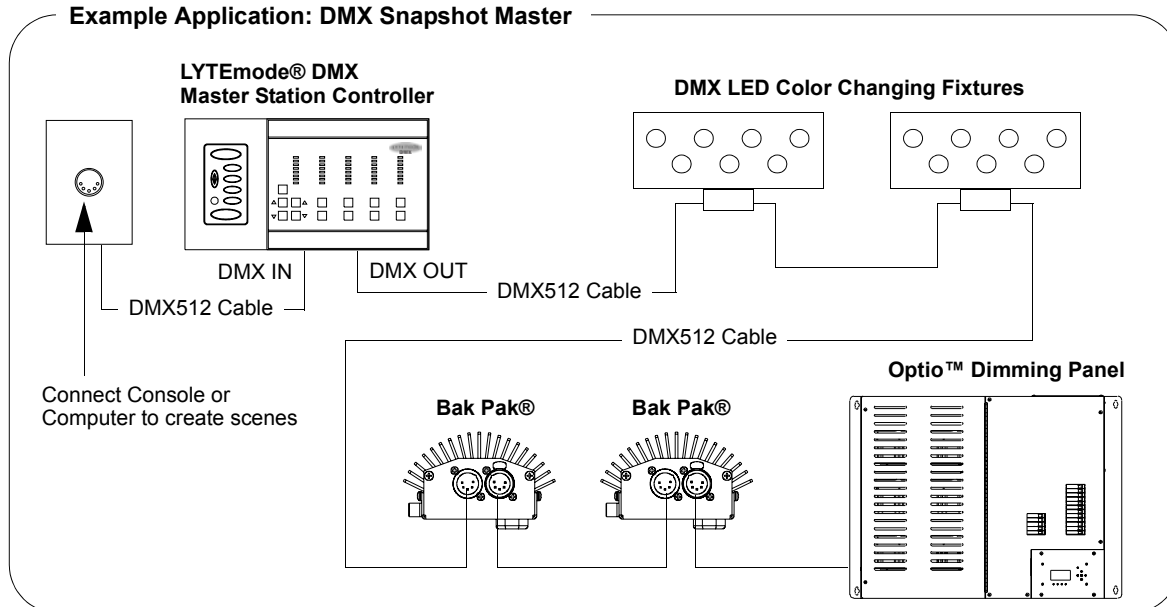 Example Application: DMX Snapshot Master
LYTEmode® DMX
Master Station Controller
DMX LED Color Changing Fixtures
DMX IN
DMX OUT
DMX512 Cable
DMX512 Cable
DMX512 Cable
Connect Console or
Computer to create scenes
Bak Pak®
Bak Pak®
Optio™ Dimming Panel